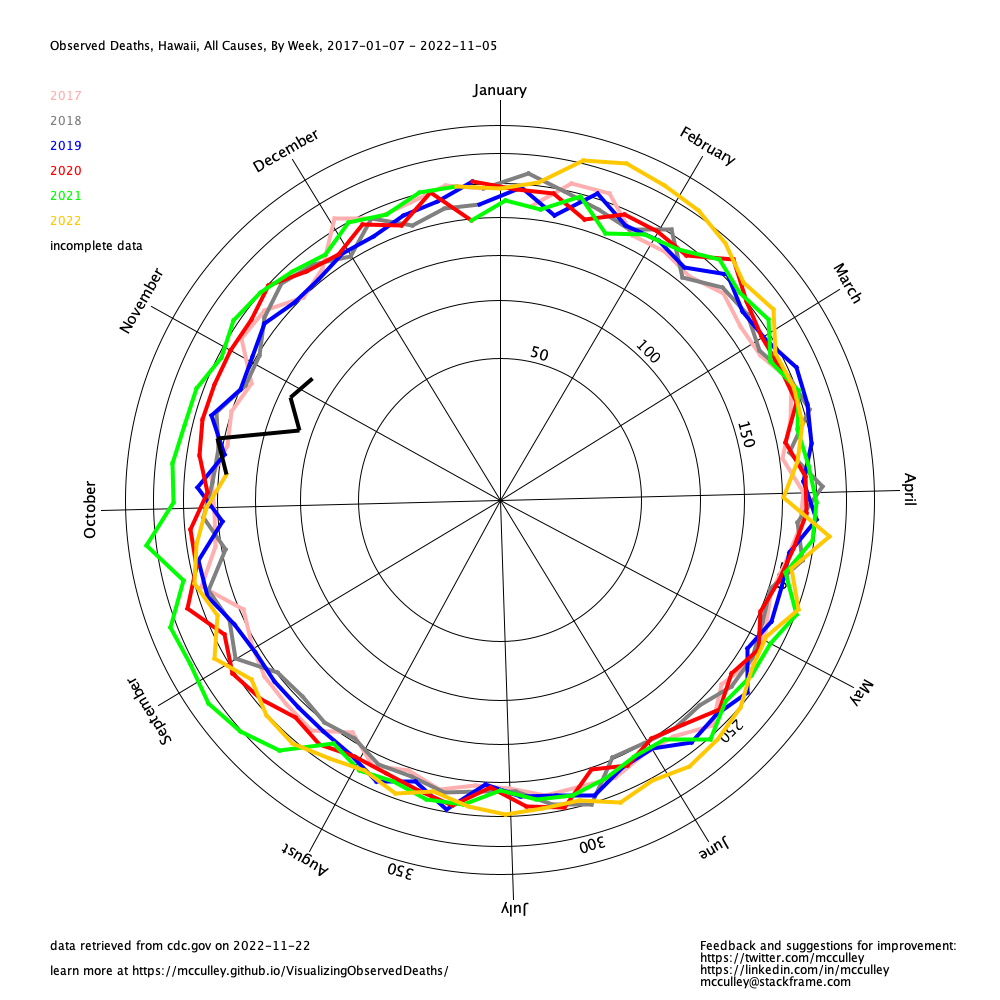 Observed Deaths, Hawaii, All Causes, By Week, 2017-01-07 - 2022-11-05
January
2017
2018
2019
2020
2021
2022
incomplete data
December
February
November
March
50
100
150
October
April
September
May
250
August
June
300
350
July
data retrieved from cdc.gov on 2022-11-22
learn more at https://mcculley.github.io/VisualizingObservedDeaths/
Feedback and suggestions for improvement:
https://twitter.com/mcculley
https://linkedin.com/in/mcculley
mcculley@stackframe.com